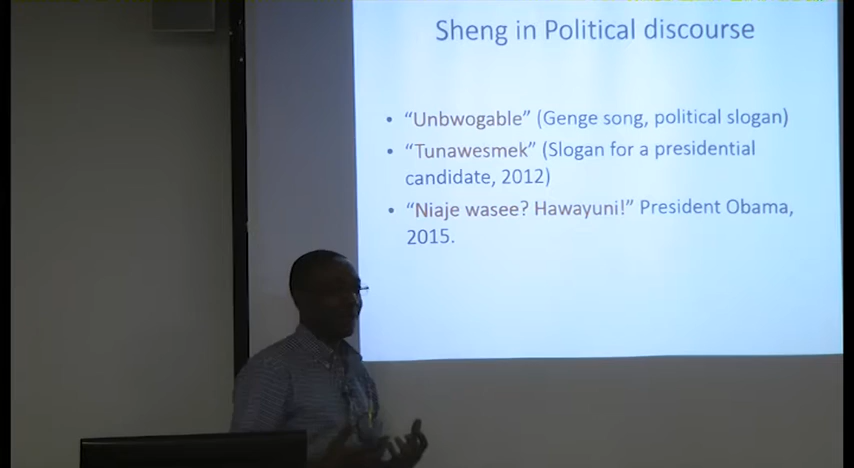 Sheng in Political discourse
• “Unbwogable” (Genge song, political slogan)
• “Tunawesmek” (Slogan for a presidential
candidate, 2012)
• “Niaje wasee? Hawayuni!” President Obama,
2015.